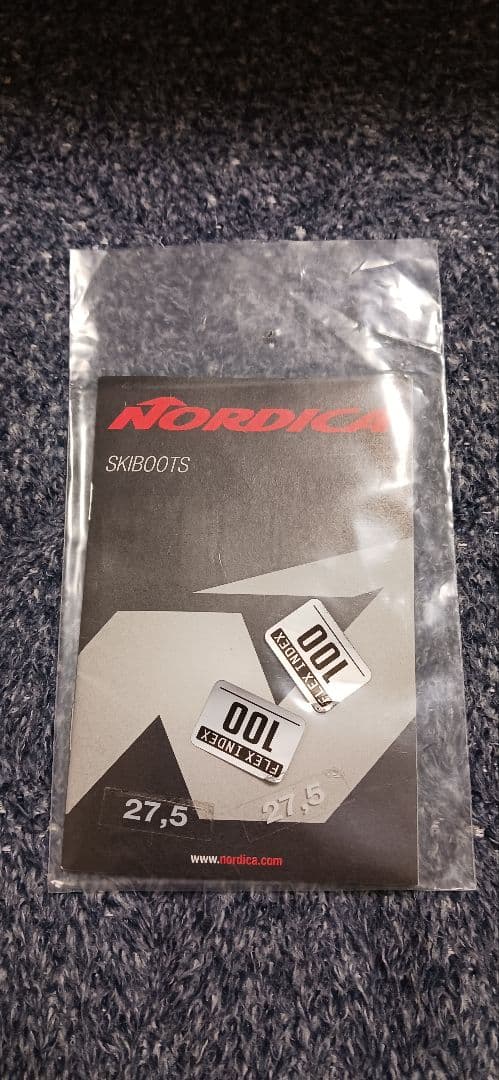 NORDICA
SKIBOOTS
100
FLEX INDEX
100
FLEX INDEX
27,5
27,5
www.nordica.com